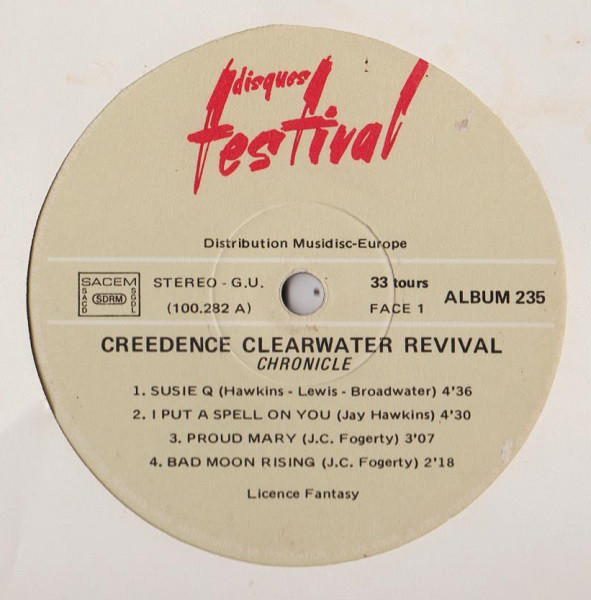 disques
festival
Distribution Musidisc-Europe
SACEM
SACD
SDRM
SGDL
STEREO - G.U.
(100.282 A)
33 tours
FACE 1
ALBUM 235
CREEDENCE CLEARWATER REVIVAL
CHRONICLE
1. SUSIE Q (Hawkins - Lewis - Broadwater) 4'36
2. I PUT A SPELL ON YOU (Jay Hawkins) 4'30
3. PROUD MARY (J.C. Fogerty) 3'07
4. BAD MOON RISING (J.C. Fogerty) 2'18
Licence Fantasy